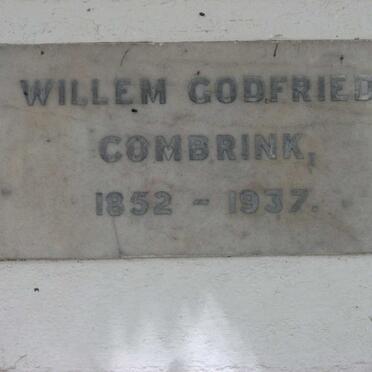 WILLEM GODFRIED
COMBRINK,
1852 - 1937.